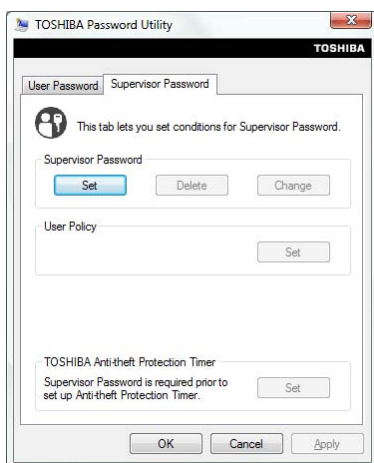 TOSHIBA Password Utility
TOSHIBA
User Password Supervisor Password
This tab lets you set conditions for Supervisor Password.
Supervisor Password
Set Delete Change
User Policy
Set
TOSHIBA Anti-theft Protection Timer
Supervisor Password is required prior to
set up Anti-theft Protection Timer.
Set
OK Cancel Apply